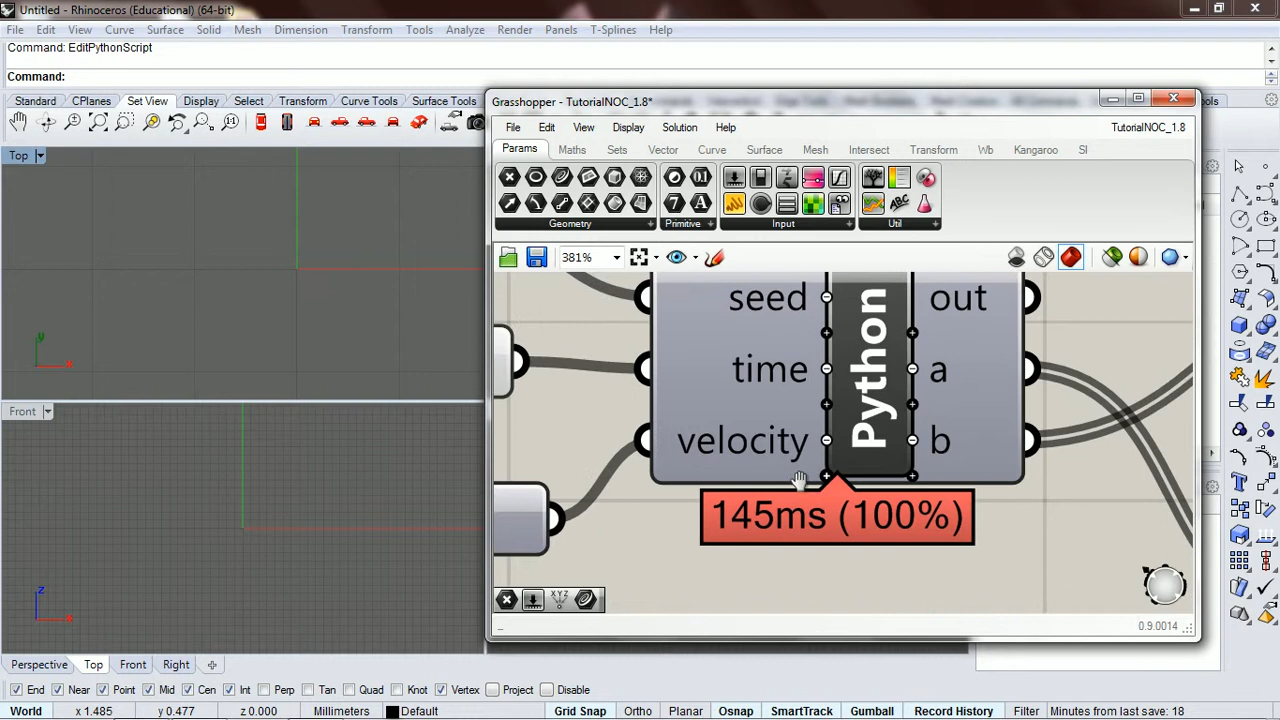 Untitled - Rhinoceros (Educational) (64-bit)
File Edit View Curve Surface Solid Mesh Dimension Transform Tools Analyze Render Panels T-Splines Help
Command: EditPythonScript
Command:
Standard CPlanes Set View Display Select Transform Curve Tools Surface Tools
Top
Grasshopper - TutorialNOC_1.8*
File Edit View Display Solution Help TutorialNOC_1.8
Params Maths Sets Vector Curve Surface Mesh Intersect Transform Wb Kangaroo SI
Geometry Primitive Input Util
381%
seed out
time a
velocity b
Python
145ms (100%)
XYZ
0.9.0014
y
x
Front
z
x
Perspective Top Front Right
End Near Point Mid Cen Int Perp Tan Quad Knot Vertex Project Disable
World x 1.485 y 0.477 z 0.000 Millimeters Default Grid Snap Ortho Planar Osnap SmartTrack Gumball Record History Filter Minutes from last save: 18